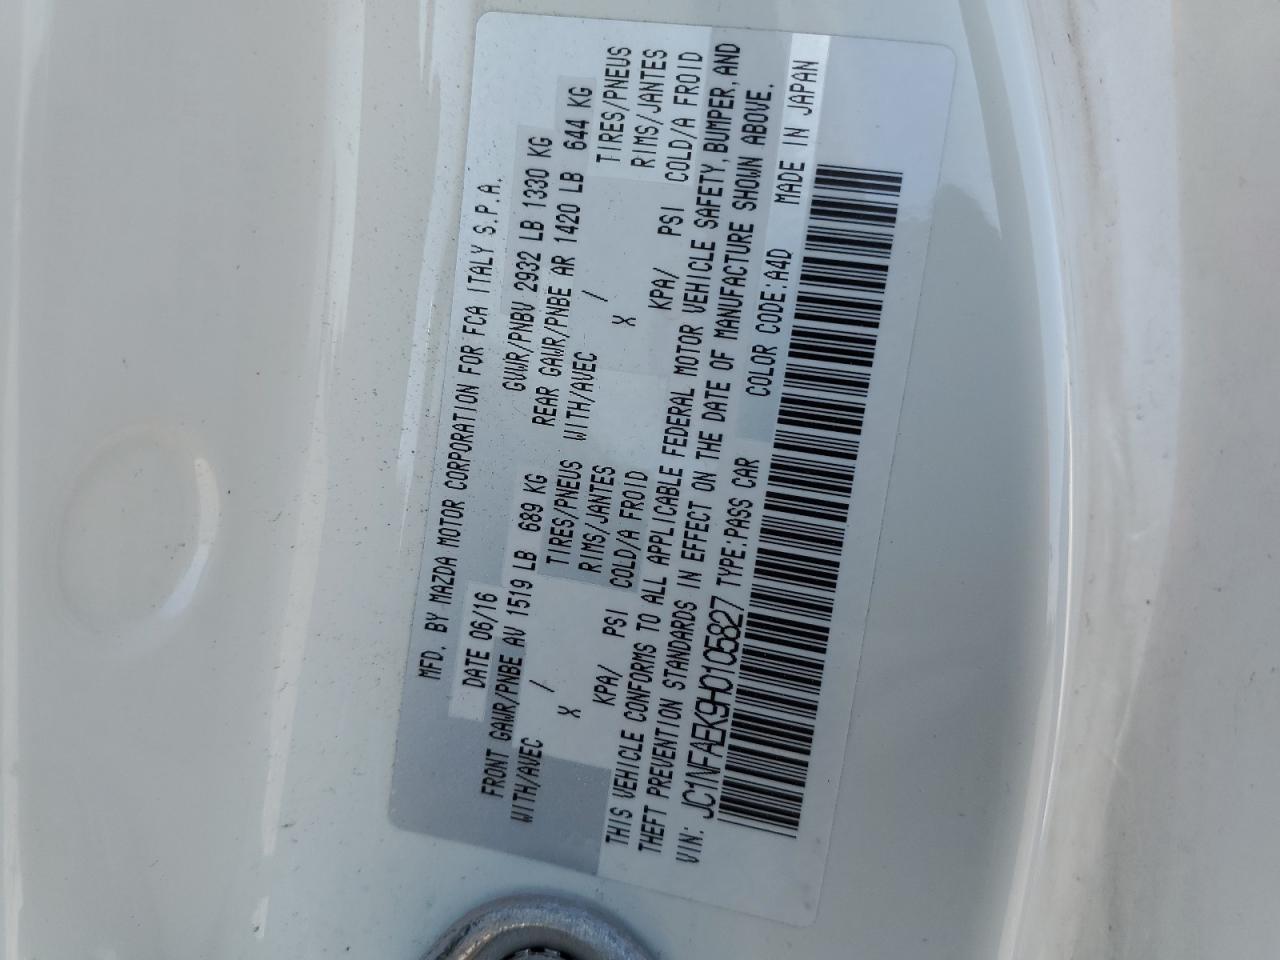 MFD. BY MAZDA MOTOR CORPORATION FOR FCA ITALY S.P.A.
DATE 06/16 GVWR/PNBV 2932 LB 1330 KG
FRONT GAWR/PNBE AV 1519 LB 689 KG REAR GAWR/PNBE AR 1420 LB 644 KG
WITH/AVEC TIRES/PNEUS WITH/AVEC TIRES/PNEUS
X / RIMS/JANTES X / RIMS/JANTES
KPA/ PSI COLD/A FROID KPA/ PSI COLD/A FROID
THIS VEHICLE CONFORMS TO ALL APPLICABLE FEDERAL MOTOR VEHICLE SAFETY, BUMPER, AND
THEFT PREVENTION STANDARDS IN EFFECT ON THE DATE OF MANUFACTURE SHOWN ABOVE.
VIN: JC1NFAEK9H0105827 TYPE:PASS CAR COLOR CODE:A4D MADE IN JAPAN